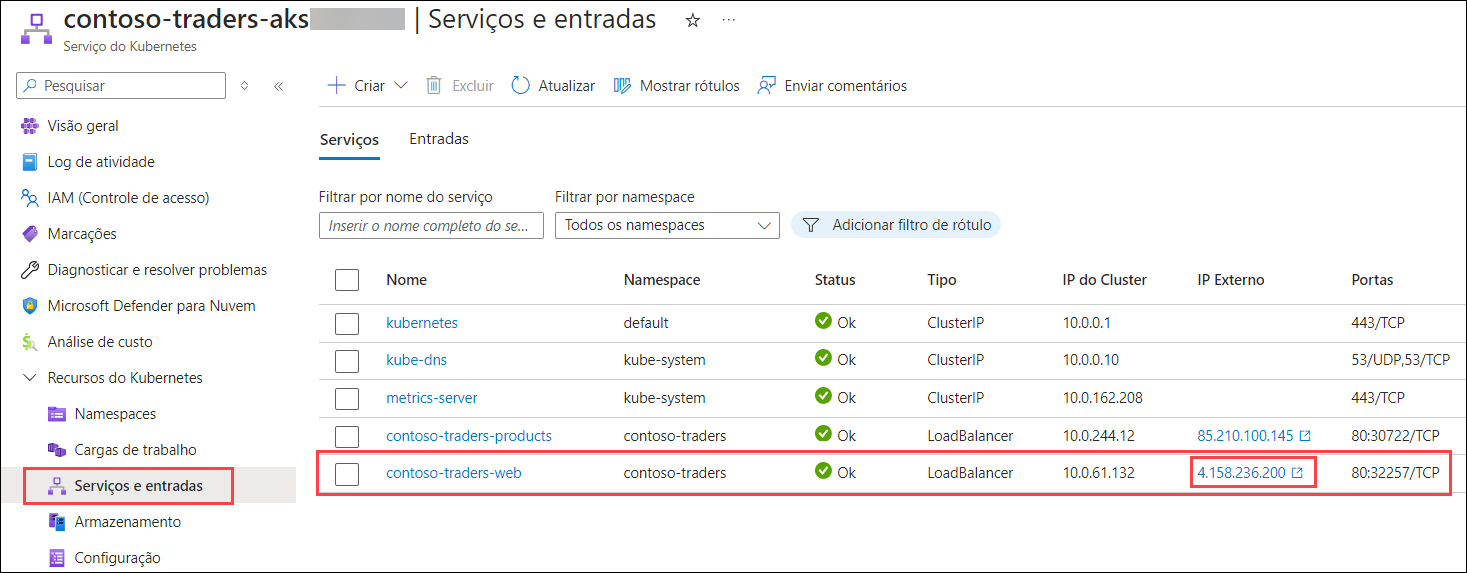 contoso-traders-aks | Serviços e entradas
Serviço do Kubernetes
Pesquisar
Criar Excluir Atualizar Mostrar rótulos Enviar comentários
Visão geral
Log de atividade
IAM (Controle de acesso)
Marcações
Diagnosticar e resolver problemas
Microsoft Defender para Nuvem
Análise de custo
Recursos do Kubernetes
Namespaces
Cargas de trabalho
Serviços e entradas
Armazenamento
Configuração
Serviços Entradas
Filtrar por nome do serviço Filtrar por namespace
Inserir o nome completo do se... Todos os namespaces Adicionar filtro de rótulo
Nome Namespace Status Tipo IP do Cluster IP Externo Portas
kubernetes default Ok ClusterIP 10.0.0.1 443/TCP
kube-dns kube-system Ok ClusterIP 10.0.0.10 53/UDP,53/TCP
metrics-server kube-system Ok ClusterIP 10.0.162.208 443/TCP
contoso-traders-products contoso-traders Ok LoadBalancer 10.0.244.12 85.210.100.145 80:30722/TCP
contoso-traders-web contoso-traders Ok LoadBalancer 10.0.61.132 4.158.236.200 80:32257/TCP